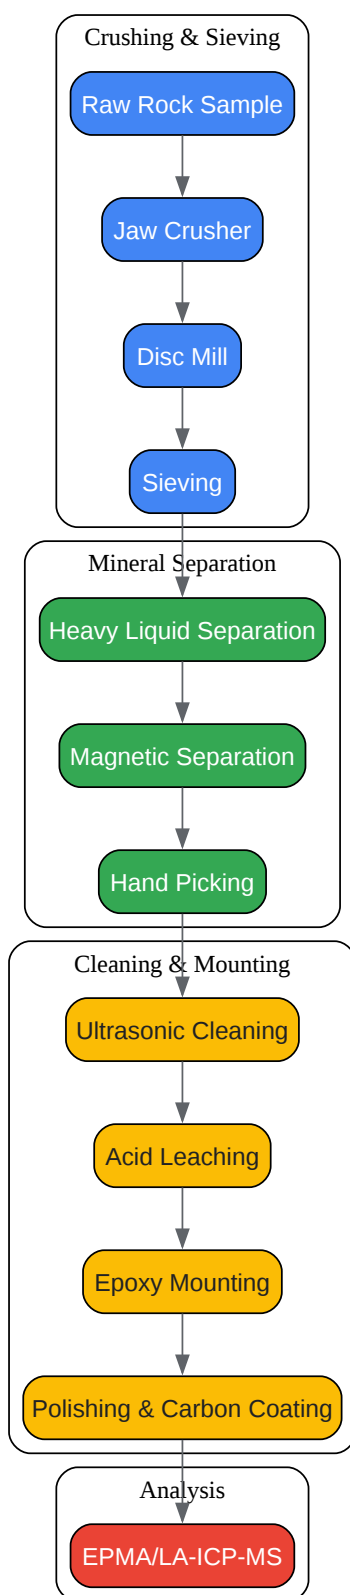 Crushing & Sieving
Raw Rock Sample
Jaw Crusher
Disc Mill
Sieving
Mineral Separation
Heavy Liquid Separation
Magnetic Separation
Hand Picking
Cleaning & Mounting
Ultrasonic Cleaning
Acid Leaching
Epoxy Mounting
Polishing & Carbon Coating
Analysis
EPMA/LA-ICP-MS